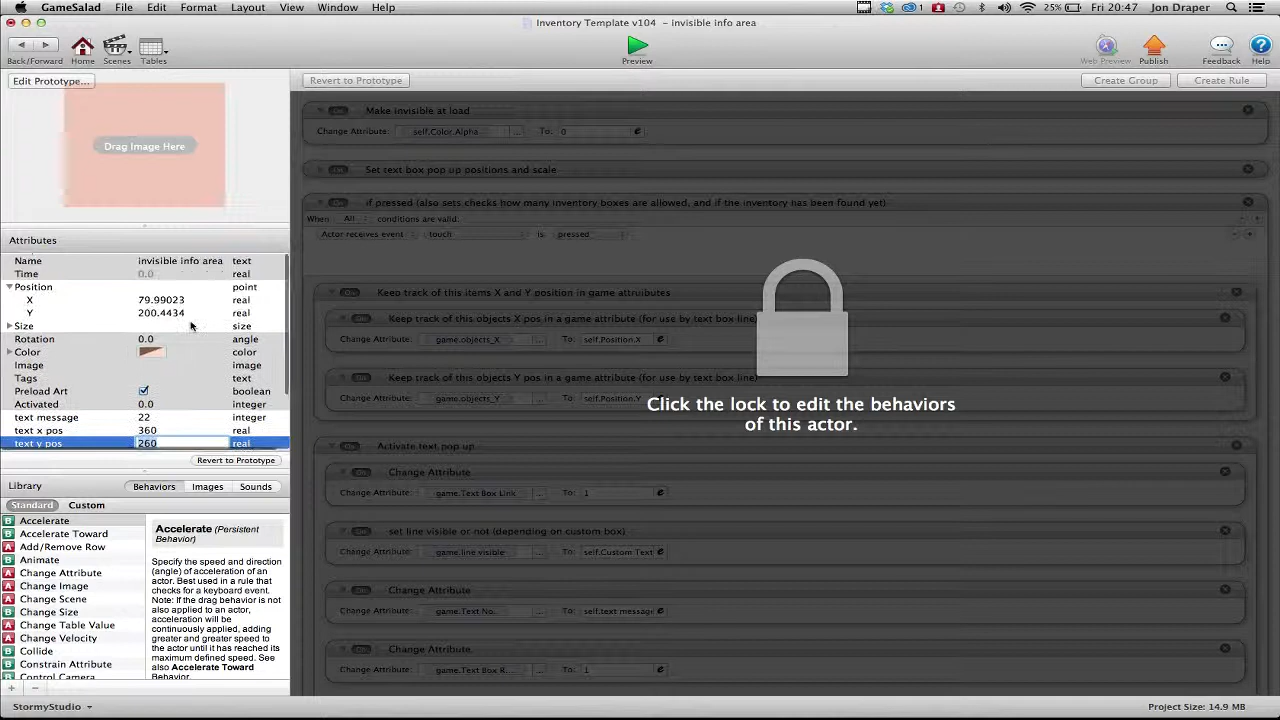 GameSalad File Edit Format Layout View Window Help 1 25% Fri 20:47 Jon Draper
Inventory Template v104 - invisible info area
Back/Forward Home Scenes Tables Preview Web Preview Publish Feedback Help
Edit Prototype... Revert to Prototype Create Group Create Rule
Drag Image Here
Attributes
Name invisible info area text
Time 0.0 real
Position point
X 79.99023 real
Y 200.4434 real
Size size
Rotation 0.0 angle
Color color
Image image
Tags text
Preload Art boolean
Activated 0.0 integer
text message 22 integer
text x pos 360 real
text y pos 260 real
Revert to Prototype
Library Behaviors Images Sounds
Standard Custom
Accelerate
Accelerate Toward
Add/Remove Row
Animate
Change Attribute
Change Image
Change Scene
Change Size
Change Table Value
Change Velocity
Collide
Constrain Attribute
Control Camera
Accelerate (Persistent
Behavior)
Specify the speed and direction
(angle) of acceleration of an
actor. Best used in a rule that
checks for a keyboard event.
Note: If the drag behavior is not
also applied to an actor,
acceleration will be
continuously applied, adding
greater and greater speed to
the actor until it has reached its
maximum defined speed. See
also Accelerate Toward
Behavior.
StormyStudio
On Make invisible at load
Change Attribute: self.Color.Alpha ... To: 0 e
On Set text box pop up positions and scale
On if pressed (also sets checks how many inventory boxes are allowed, and if the inventory has been found yet)
When All conditions are valid:
Actor receives event touch is pressed
On Keep track of this items X and Y position in game attruibutes
On Keep track of this objects X pos in a game attribute (for use by text box line)
Change Attribute: game.objects_X ... To: self.Position.X e
On Keep track of this objects Y pos in a game attribute (for use by text box line)
Change Attribute: game.objects_Y ... To: self.Position.Y e
Click the lock to edit the behaviors
of this actor.
On Activate text pop up
On Change Attribute
Change Attribute: game.Text Box Link ... To: 1 e
On set line visible or not (depending on custom box)
Change Attribute: game.line visible ... To: self.Custom Text e
On Change Attribute
Change Attribute: game.Text No... ... To: self.text message e
On Change Attribute
Change Attribute: game.Text Box R... ... To: 1 e
Project Size: 14.9 MB